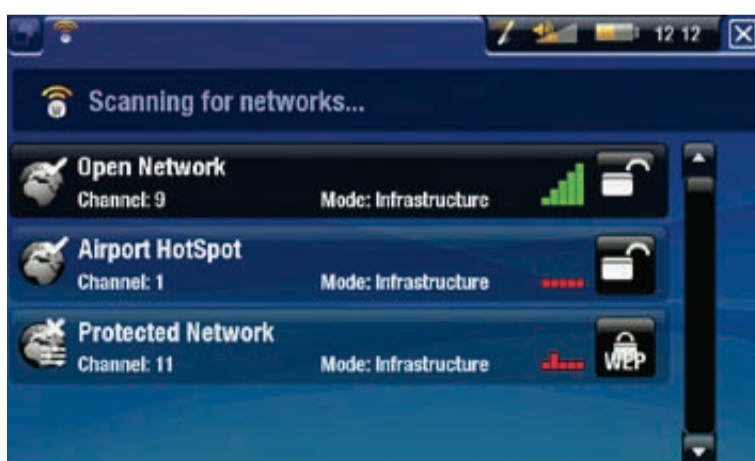 12 12
Scanning for networks...
Open Network
Channel: 9 Mode: Infrastructure
Airport HotSpot
Channel: 1 Mode: Infrastructure
Protected Network
Channel: 11 Mode: Infrastructure
WEP